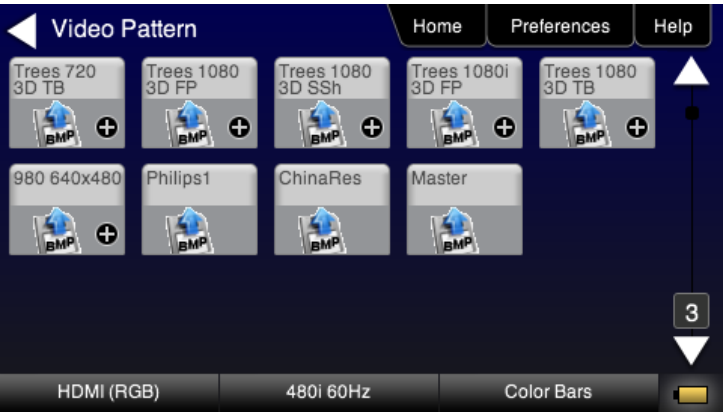 Video Pattern
Home
Preferences
Help
Trees 720
3D TB
BMP
Trees 1080
3D FP
BMP
Trees 1080
3D SSh
BMP
Trees 1080i
3D FP
BMP
Trees 1080
3D TB
BMP
980 640x480
BMP
Philips1
BMP
ChinaRes
BMP
Master
BMP
3
HDMI (RGB)
480i 60Hz
Color Bars